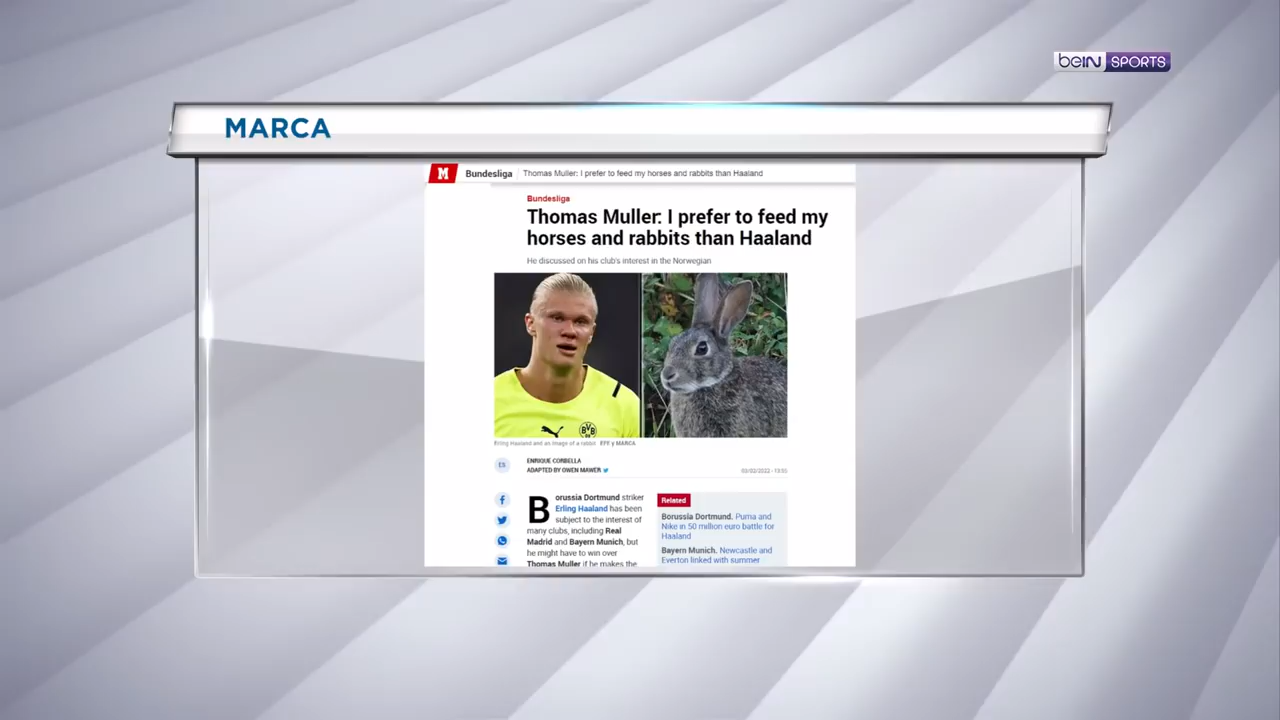 beIN SPORTS
MARCA
M Bundesliga Thomas Muller: I prefer to feed my horses and rabbits than Haaland
Bundesliga
Thomas Muller: I prefer to feed my
horses and rabbits than Haaland
He discussed on his club's interest in the Norwegian
BVB
09
Erling Haaland and an image of a rabbit EFE y MARCA
ES
ENRIQUE CORBELLA
ADAPTED BY OWEN MAWER
Borussia Dortmund striker
Erling Haaland has been
subject to the interest of
many clubs, including Real
Madrid and Bayern Munich, but
he might have to win over
Thomas Muller if he makes the
Related
Borussia Dortmund. Puma and
Nike in 50 million euro battle for
Haaland
Bayern Munich. Newcastle and
Everton linked with summer